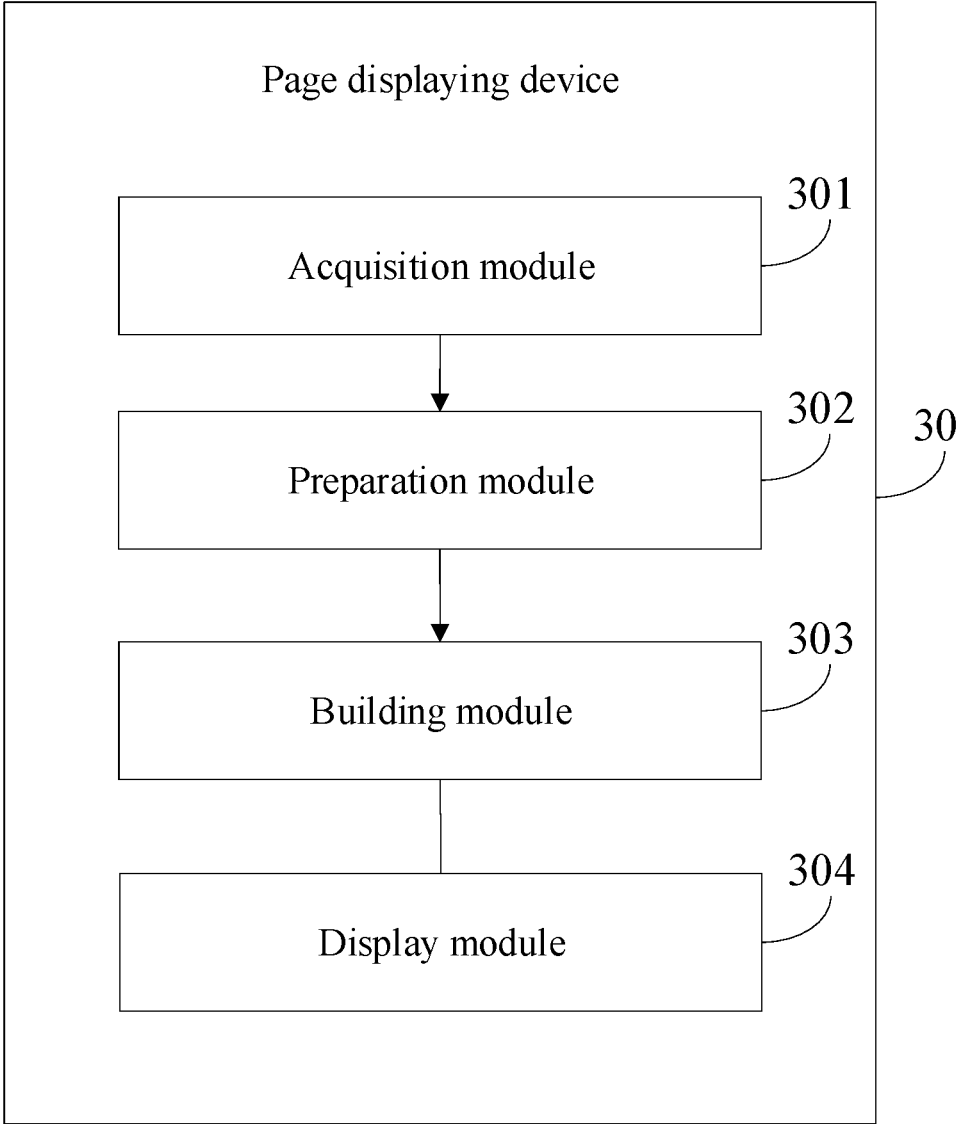 Page displaying device
301
Acquisition module
302
30
Preparation module
303
Building module
304
Display module